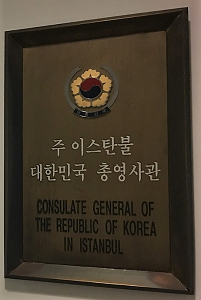 주 이스탄불
대한민국 총영사관
CONSULATE GENERAL OF
THE REPUBLIC OF KOREA
IN ISTANBUL